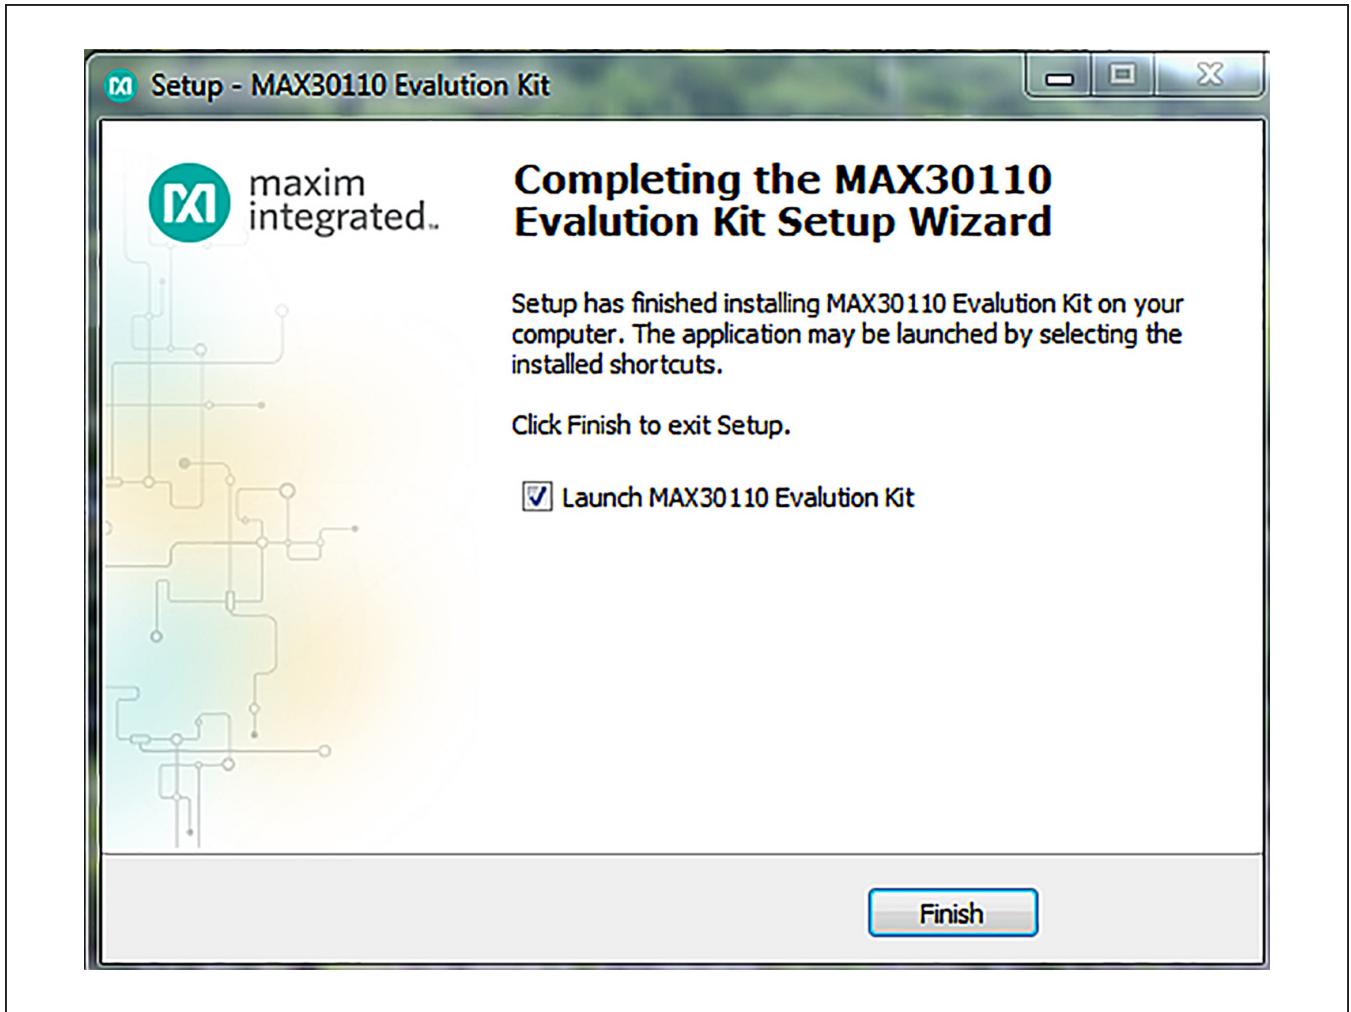 Setup - MAX30110 Evalution Kit
maxim
integrated™
Completing the MAX30110
Evalution Kit Setup Wizard
Setup has finished installing MAX30110 Evalution Kit on your
computer. The application may be launched by selecting the
installed shortcuts.
Click Finish to exit Setup.
Launch MAX30110 Evalution Kit
Finish